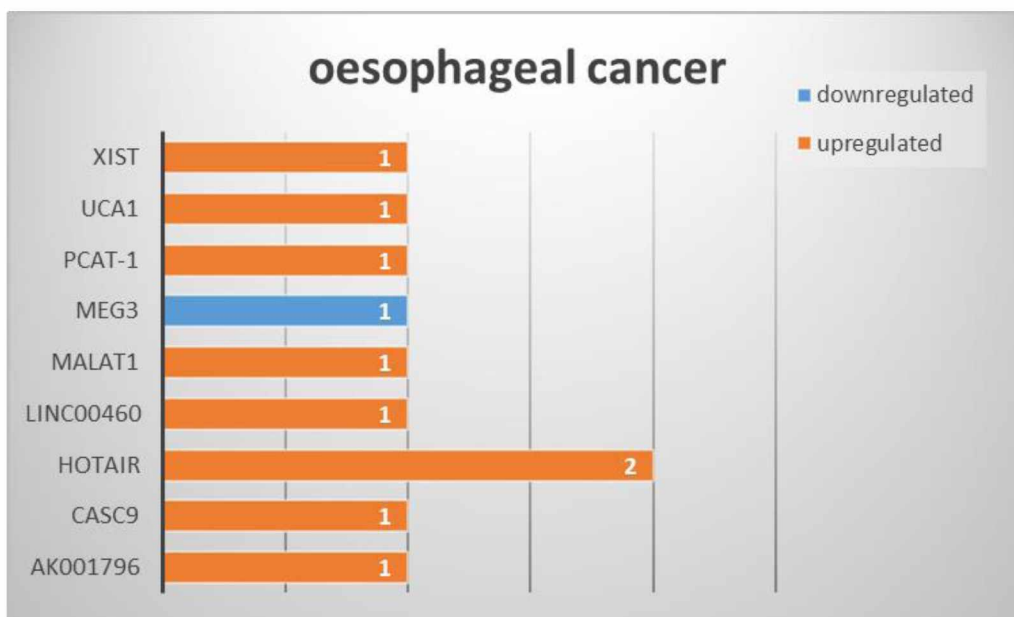 oesophageal cancer
downregulated
upregulated
XIST 1
UCA1 1
PCAT-1 1
MEG3 1
MALAT1 1
LINC00460 1
HOTAIR 2
CASC9 1
AK001796 1